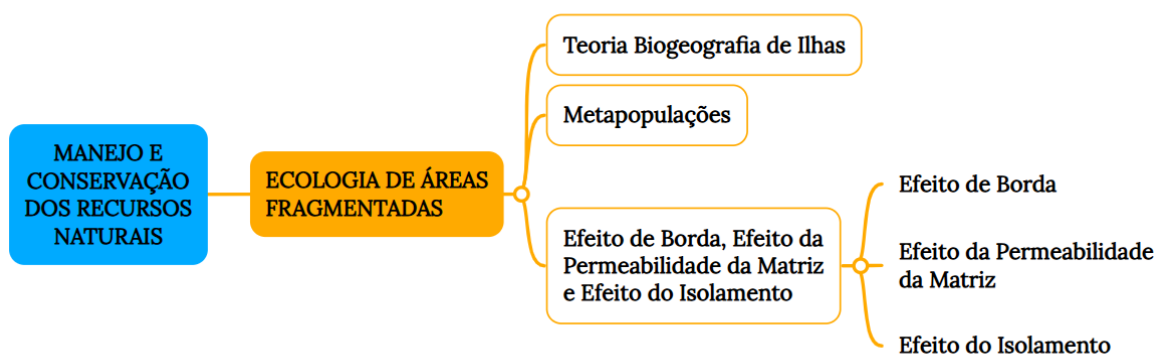 MANEJO E
CONSERVAÇÃO
DOS RECURSOS
NATURAIS
ECOLOGIA DE ÁREAS
FRAGMENTADAS
Teoria Biogeografia de Ilhas
Metapopulações
Efeito de Borda, Efeito da
Permeabilidade da Matriz
e Efeito do Isolamento
Efeito de Borda
Efeito da Permeabilidade
da Matriz
Efeito do Isolamento